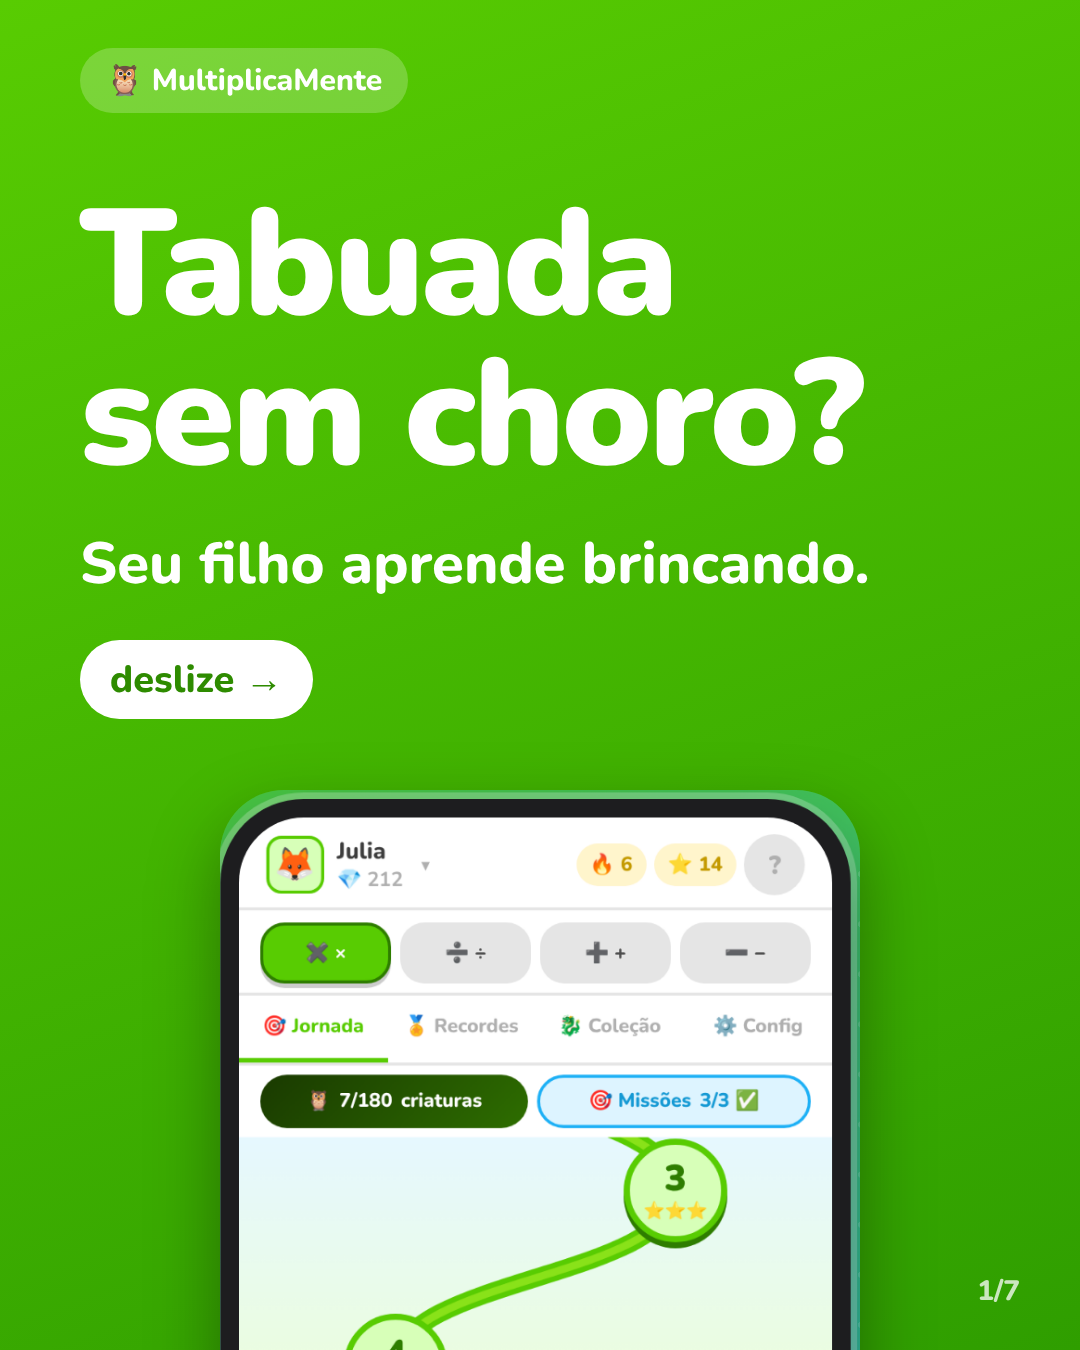 MultiplicaMente
Tabuada
sem choro?
Seu filho aprende brincando.
deslize →
Julia
212
▼
6
14
?
× ÷ + −
Jornada Recordes Coleção Config
7/180 criaturas
Missões 3/3
3
1/7